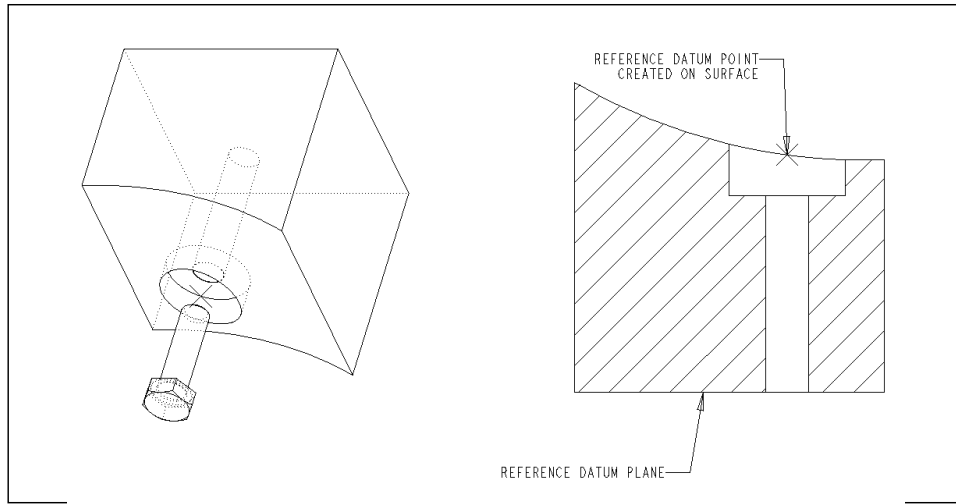 REFERENCE DATUM POINT
CREATED ON SURFACE
REFERENCE DATUM PLANE